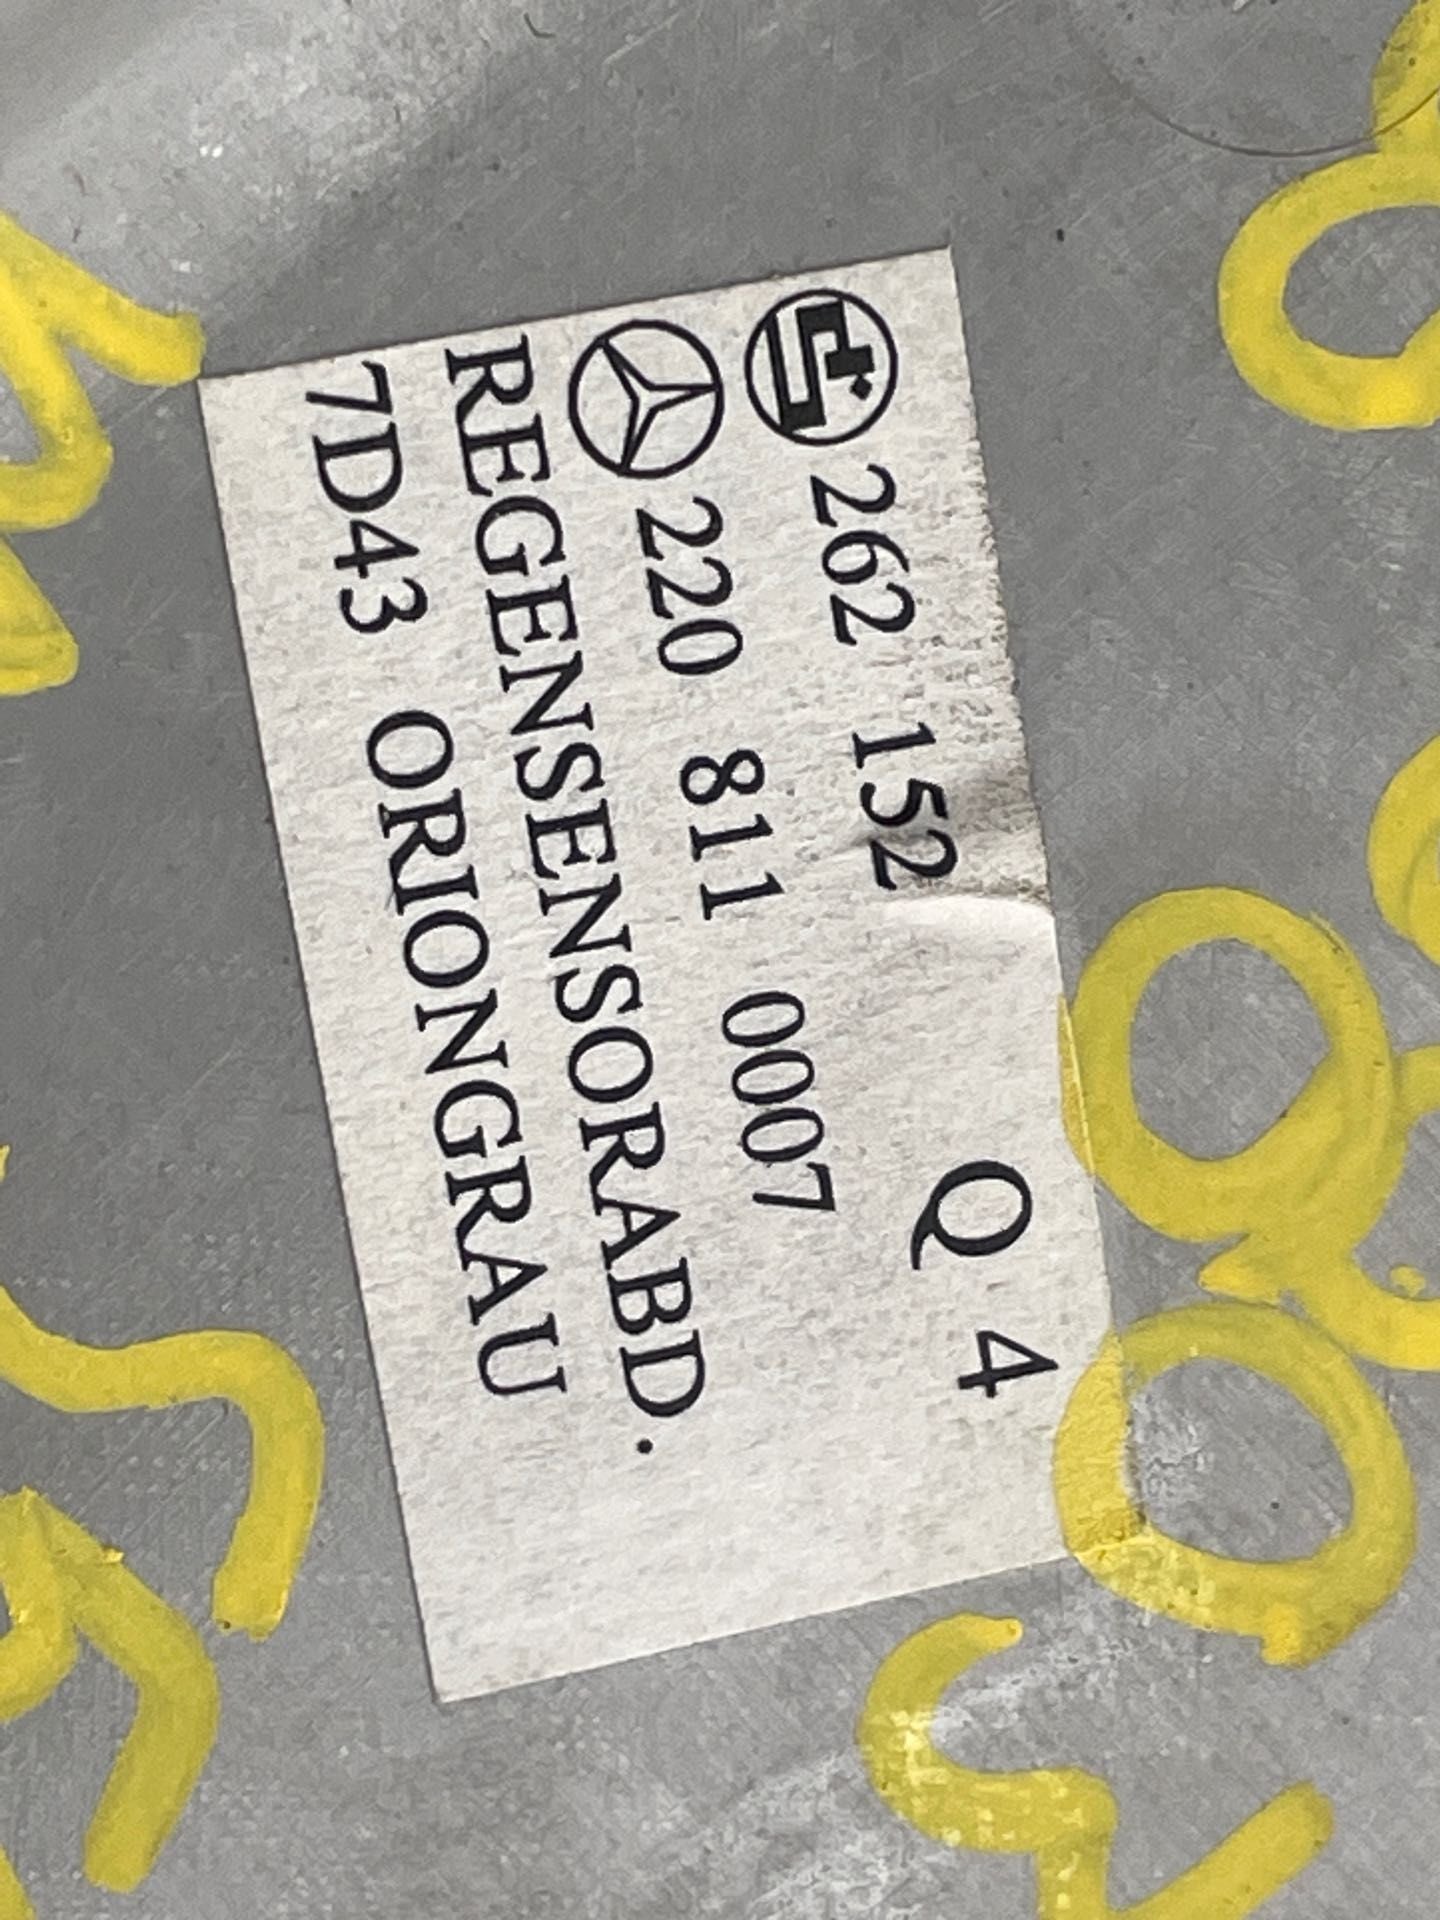 262 152 Q 4
220 811 0007
REGENSENSORABD.
7D43 ORIONGRAU